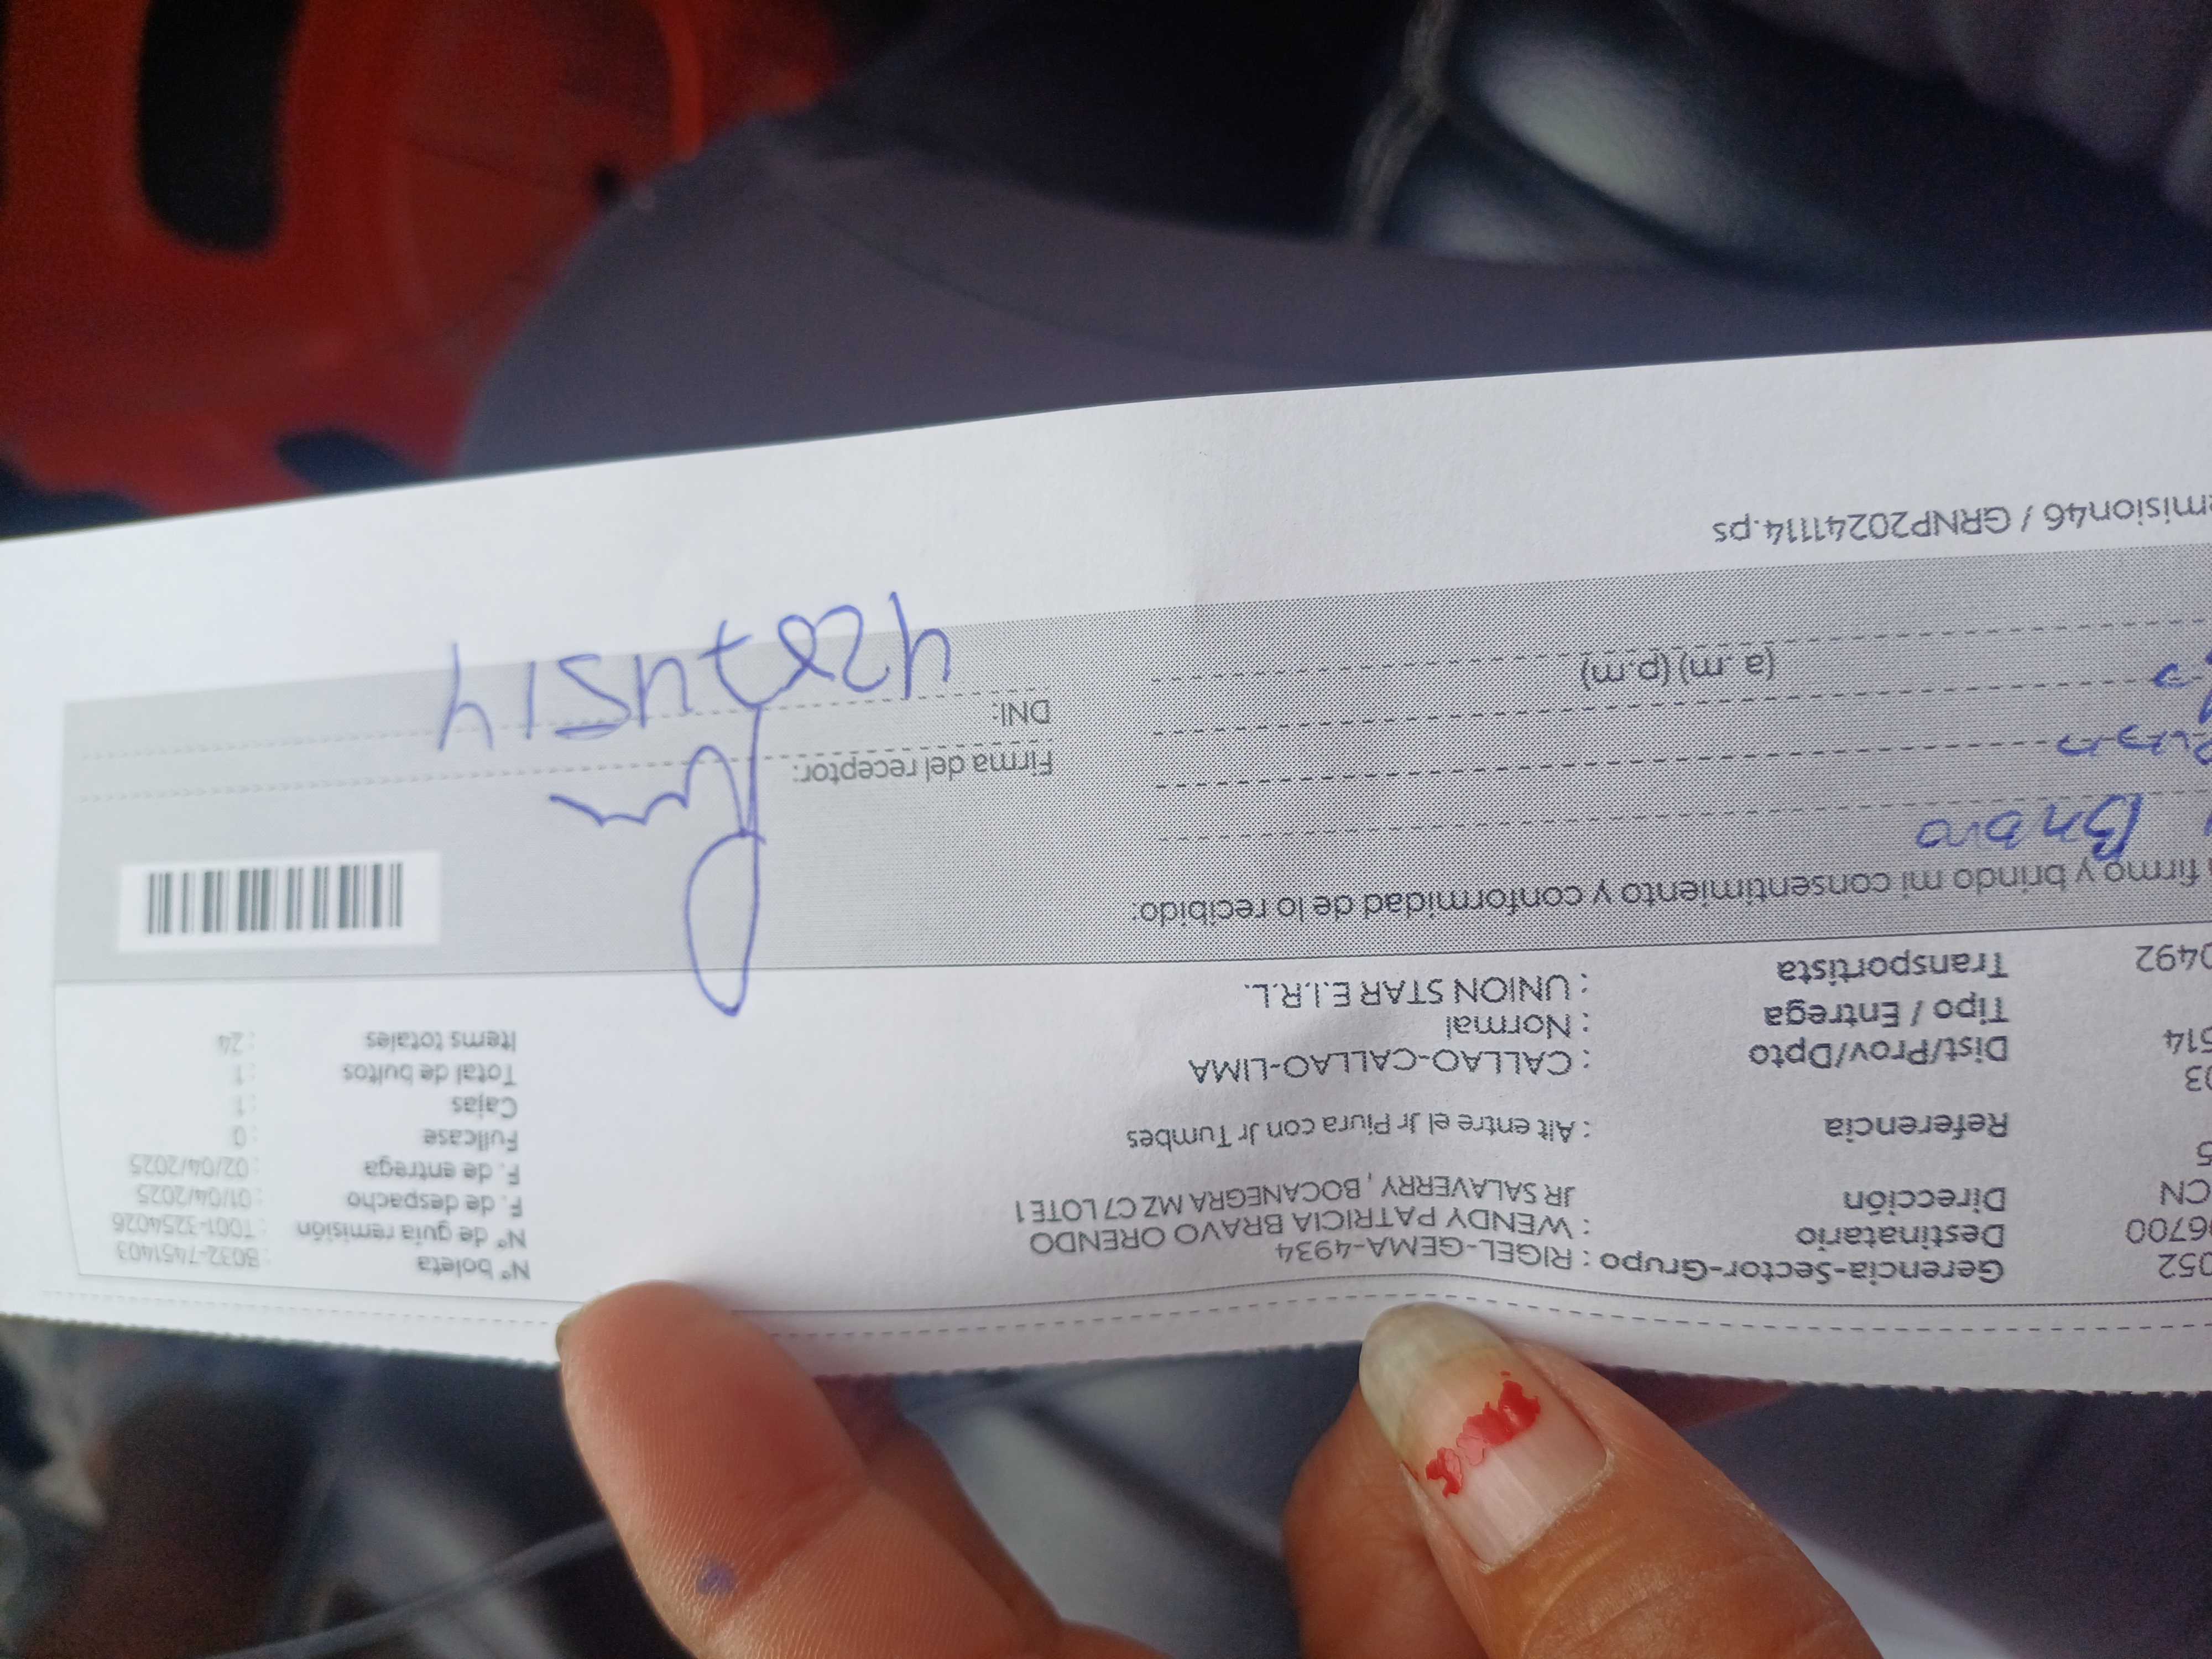 052 Gerencia-Sector-Grupo : RIGEL-GEMA-4934
6700 Destinatario : WENDY PATRICIA BRAVO ORENDO
CN Dirección JR SALAVERRY , BOCANEGRA MZ C7 LOTE 1
5
03 Referencia : Alt entre el Jr Piura con Jr Tumbes
514 Dist/Prov/Dpto : CALLAO-CALLAO-LIMA
Tipo / Entrega : Normal
0492 Transportista : UNION STAR E.I.R.L.
N° boleta : B032-7451403
N° de guía remisión : T001-3254026
F. de despacho : 01/04/2025
F. de entrega : 02/04/2025
Fullcase : 0
Cajas : 1
Total de bultos : 1
Items totales : 24
firmo y brindo mi consentimiento y conformidad de lo recibido:
Bravo
Firma del receptor:
DNI: 42874514
(a.m) (p.m)
misión46 / GRNP20241114.ps